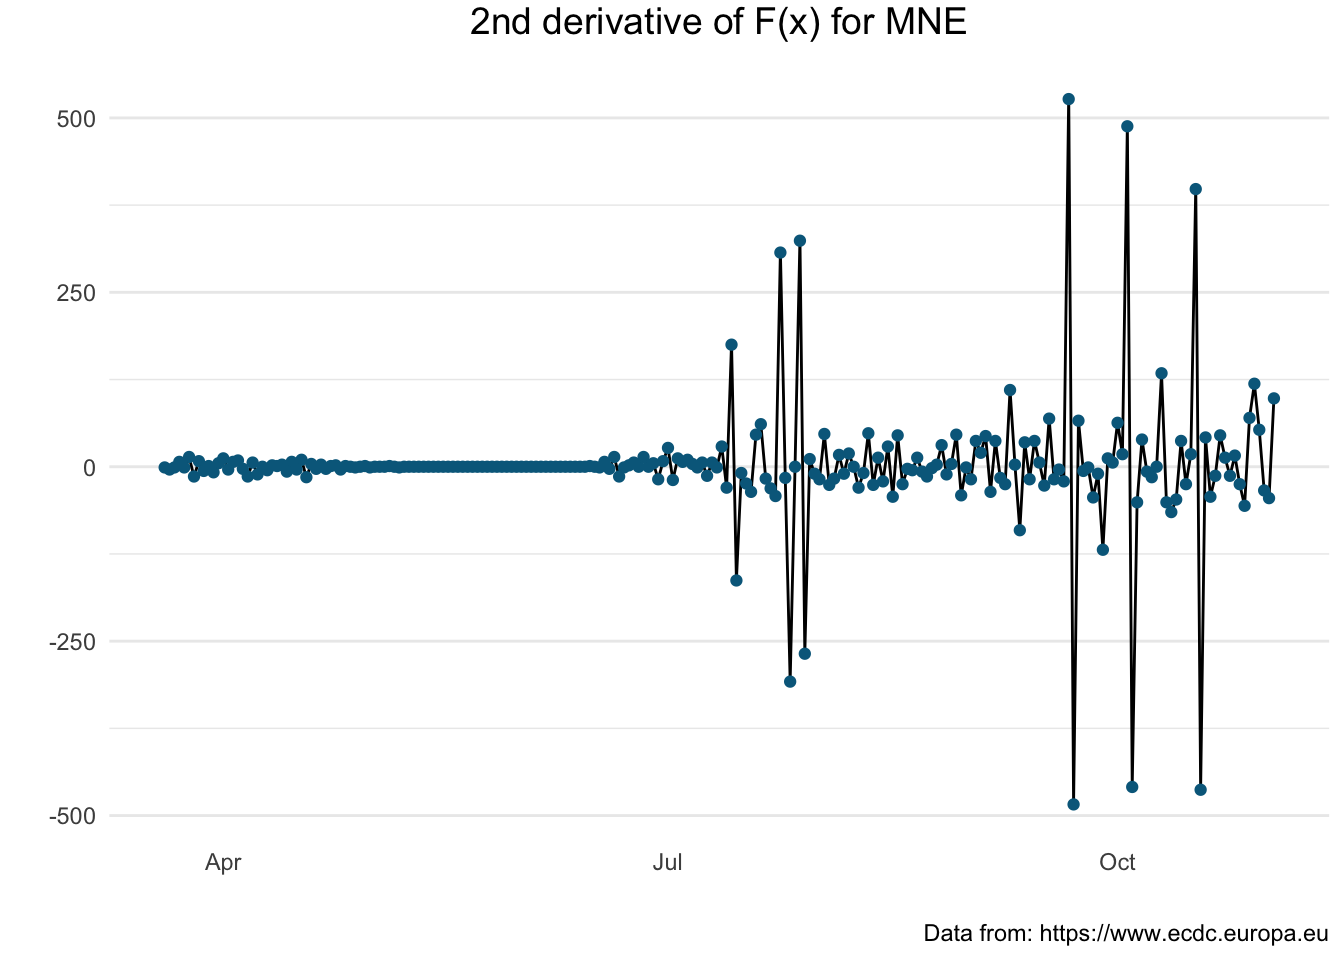 2nd derivative of F(x) for MNE
500
250
0
-250
-500
Apr Jul Oct
Data from: https://www.ecdc.europa.eu